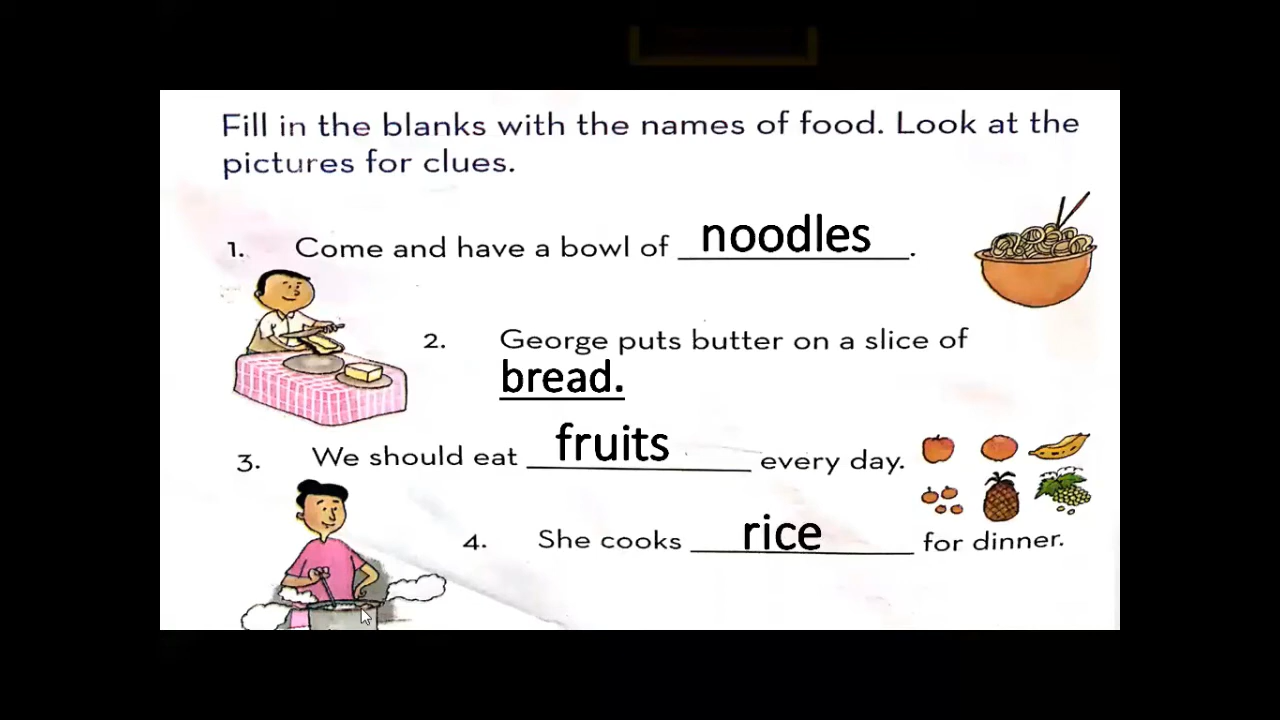 Fill in the blanks with the names of food. Look at the
pictures for clues.
1. Come and have a bowl of noodles.
2. George puts butter on a slice of
bread.
3. We should eat fruits every day.
4. She cooks rice for dinner.